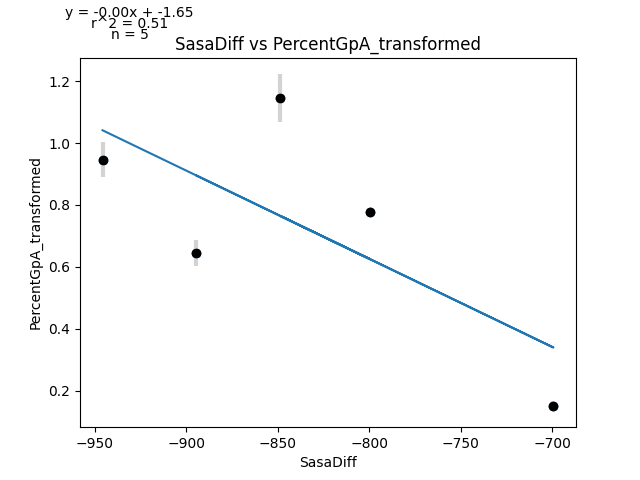 y = -0.00x + -1.65
r^2 = 0.51
n = 5
SasaDiff vs PercentGpA_transformed
1.2
1.0
0.8
0.6
0.4
0.2
PercentGpA_transformed
−950 −900 −850 −800 −750 −700
SasaDiff